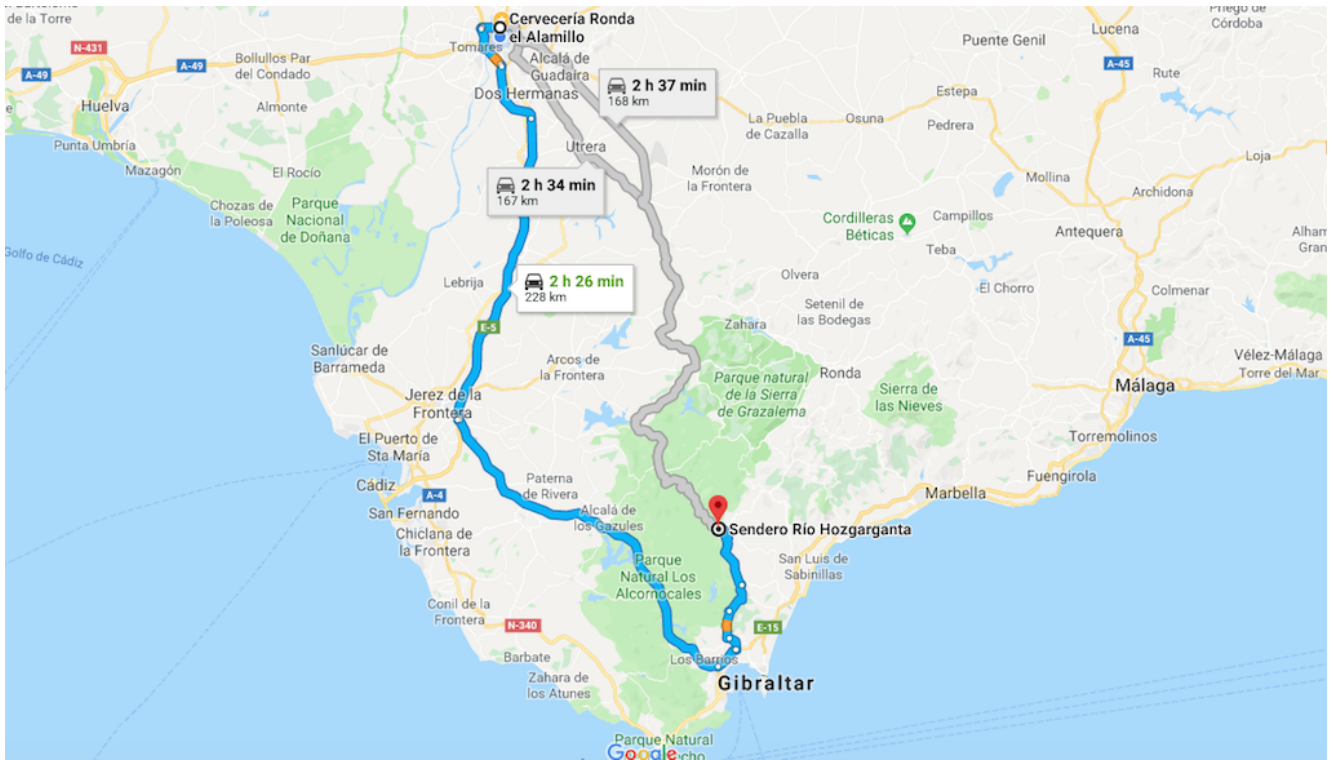 de la Torre
N-431
A-49
A-49
Bollullos Par
del Condado
Huelva
Almonte
Punta Umbría
Mazagón
El Rocío
Chozas de
la Poleosa
Parque
Nacional
de Doñana
Golfo de Cádiz
Cervecería Ronda
el Alamillo
Tomares
Alcalá de
Guadaira
Dos Hermanas
2 h 37 min
168 km
Utrera
2 h 34 min
167 km
2 h 26 min
228 km
Lebrija
E-5
Puente Genil
Lucena
Priego de
Córdoba
A-45
Rute
Estepa
La Puebla
de Cazalla
Osuna
Pedrera
Morón de
la Frontera
Loja
Mollina
Archidona
Cordilleras
Béticas
Campillos
Antequera
Teba
Alham
Gran
Olvera
El Chorro
Colmenar
Setenil de
las Bodegas
Zahara
A-45
Sanlúcar de
Barrameda
Arcos de
la Frontera
Vélez-Málaga
Torre del Mar
Parque natural
de la Sierra
de Grazalema
Ronda
Sierra de
las Nieves
Málaga
Jerez de la
Frontera
Torremolinos
El Puerto de
Sta María
Fuengirola
Paterna
de Rivera
Cádiz
A-4
Marbella
San Fernando
Alcalá de
los Gazules
Sendero Río Hozgarganta
Chiclana de
la Frontera
San Luis de
Sabinillas
Parque
Natural Los
Alcornocales
Conil de la
Frontera
N-340
E-15
Barbate
Los Barrios
Zahara de
los Atunes
Gibraltar
Parque Natural
Google
echo